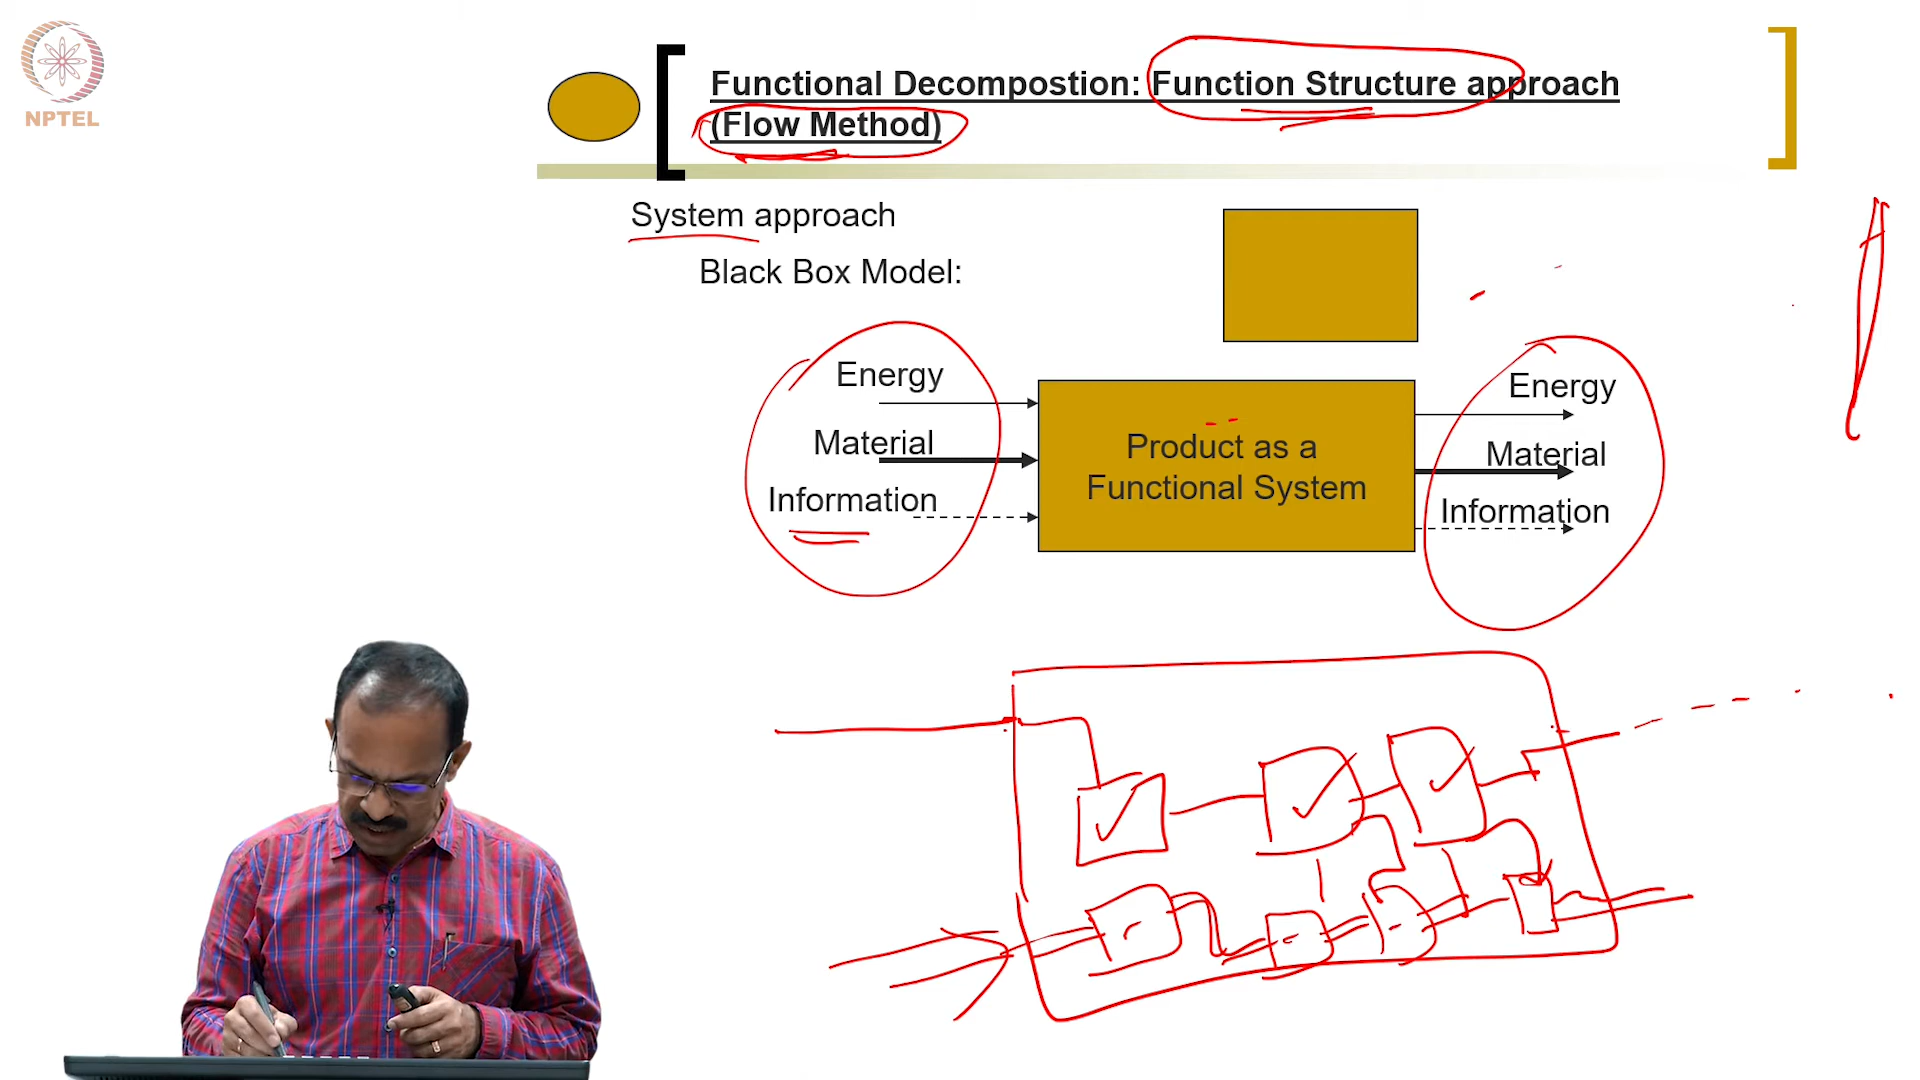 NPTEL
Functional Decompostion: Function Structure approach
(Flow Method)
System approach
Black Box Model:
Energy
Material
Information
Product as a
Functional System
Energy
Material
Information